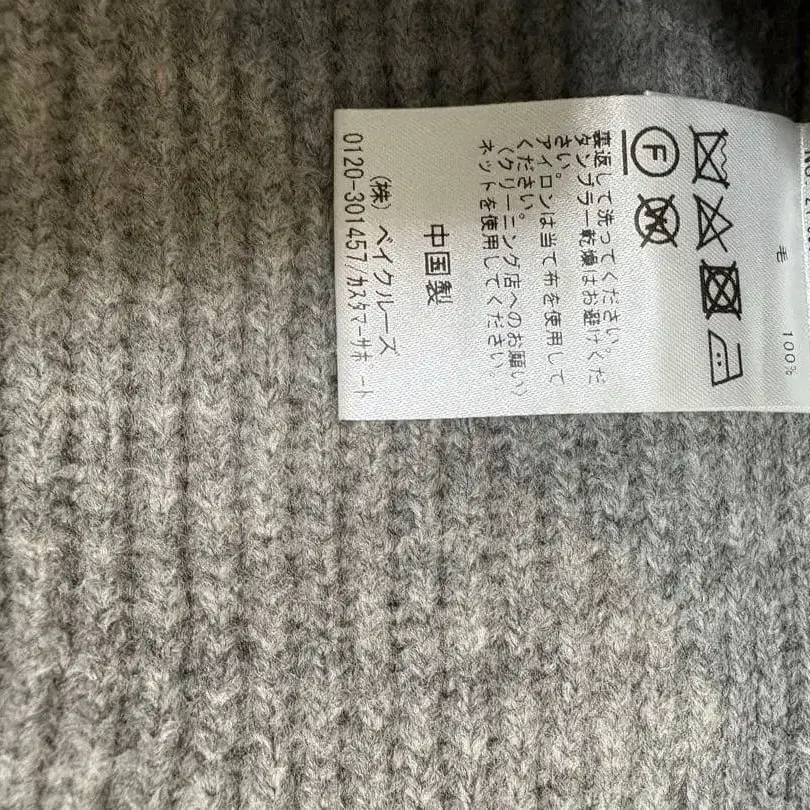 毛 100%
裏返して洗ってください。
タンブラー乾燥はお避けくだ
さい。
アイロンは当て布を使用して
ください。
〈クリーニング店へのお願い〉
ネットを使用してください
中国製
(株) ベイクルーズ
0120-301457/カスタマーサポート